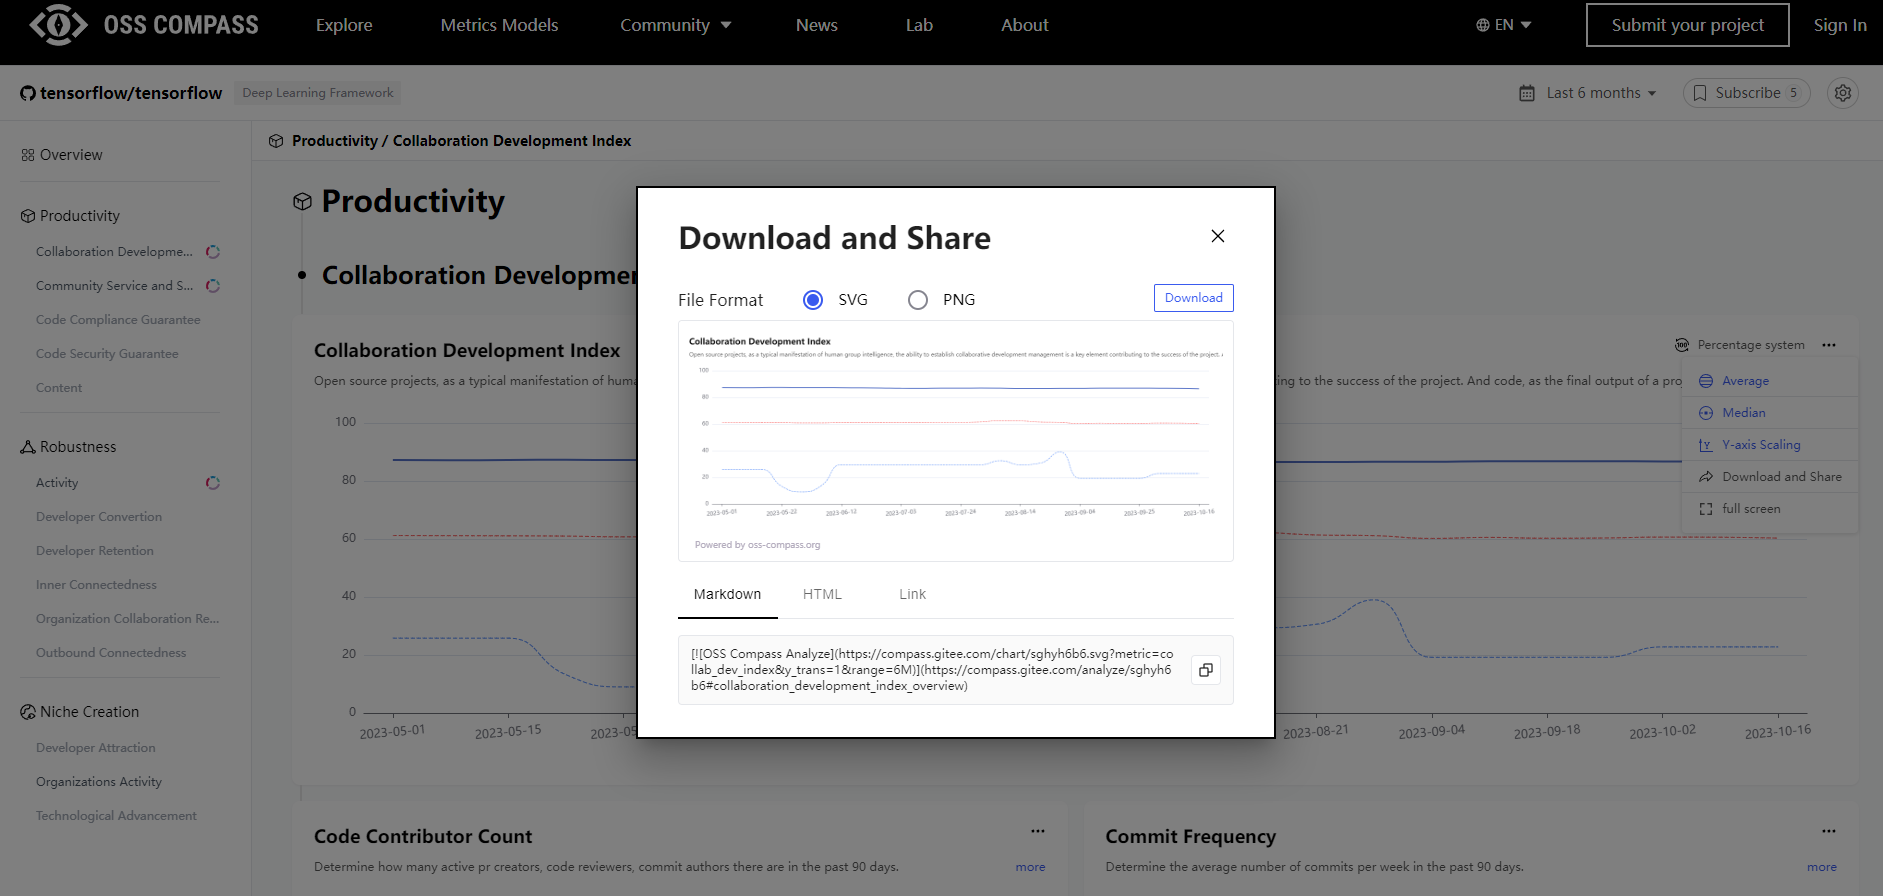 OSS COMPASS
Explore
Metrics Models
Community
News
Lab
About
EN
Submit your project
Sign In
tensorflow/tensorflow
Deep Learning Framework
Last 6 months
Subscribe 5
Overview
Productivity
Collaboration Developme...
Community Service and S...
Code Compliance Guarantee
Code Security Guarantee
Content
Robustness
Activity
Developer Convertion
Developer Retention
Inner Connectedness
Organization Collaboration Re...
Outbound Connectedness
Niche Creation
Developer Attraction
Organizations Activity
Technological Advancement
Productivity / Collaboration Development Index
Productivity
Collaboration Developmen
Collaboration Development Index
Percentage system
Open source projects, as a typical manifestation of huma
ing to the success of the project. And code, as the final output of a proj
Average
Median
Y-axis Scaling
Download and Share
full screen
100
80
60
40
20
0
2023-05-01
2023-05-15
2023-05
2023-08-21
2023-09-04
2023-09-18
2023-10-02
2023-10-16
Download and Share
File Format
SVG
PNG
Download
Collaboration Development Index
Open source projects, as a typical manifestation of human group intelligence, the ability to establish collaborative development management is a key element contributing to the success of the project.
100
80
60
40
20
0
2023-05-01
2023-05-22
2023-06-12
2023-07-03
2023-07-24
2023-08-14
2023-09-04
2023-09-25
2023-10-16
Powered by oss-compass.org
Markdown
HTML
Link
[![OSS Compass Analyze](https://compass.gitee.com/chart/sghyh6b6.svg?metric=co
llab_dev_index&y_trans=1&range=6M)](https://compass.gitee.com/analyze/sghyh6
b6#collaboration_development_index_overview)
Code Contributor Count
Determine how many active pr creators, code reviewers, commit authors there are in the past 90 days.
more
Commit Frequency
Determine the average number of commits per week in the past 90 days.
more